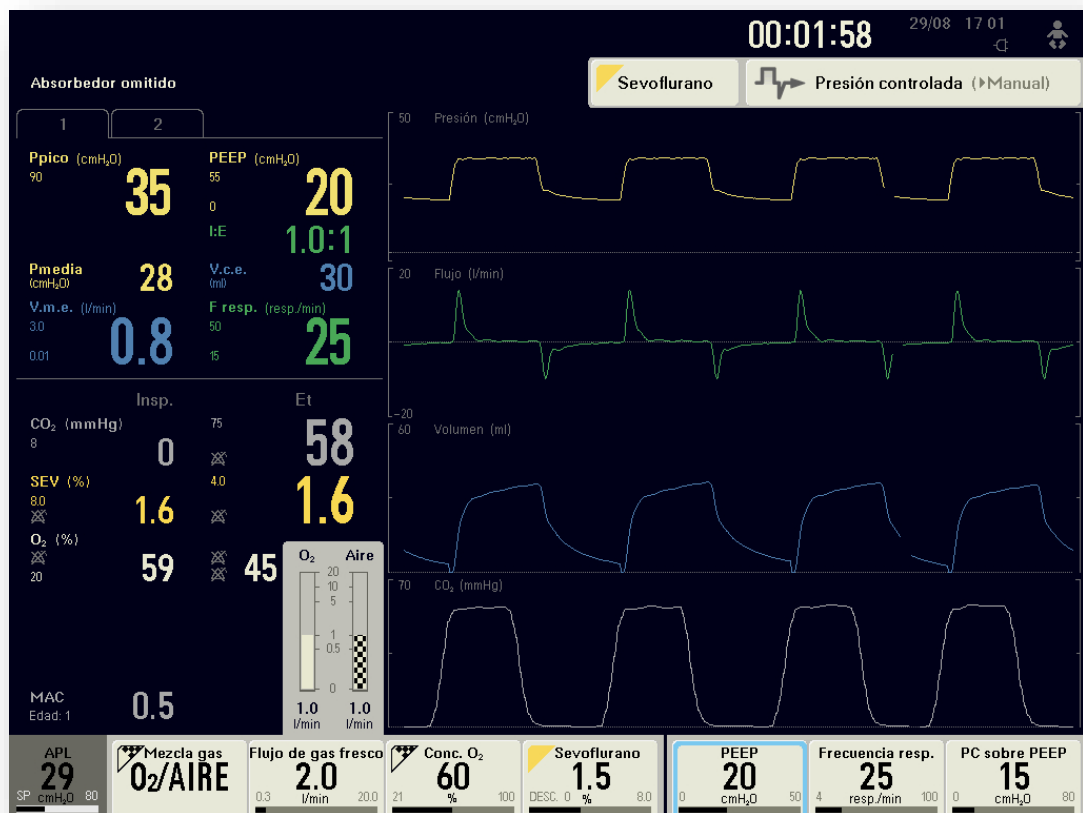 00:01:58
29/08 17 01
Absorbedor omitido
Sevoflurano
Presión controlada (▸Manual)
1 2
Ppico (cmH₂O)
90
35
PEEP (cmH₂O)
55
0
20
I:E
1.0:1
Pmedia
(cmH₂O)
28
V.c.e.
(ml)
30
V.m.e. (l/min)
3.0
0.01
0.8
F resp. (resp./min)
50
15
25
50 Presión (cmH₂O)
20 Flujo (l/min)
-20
60 Volumen (ml)
70 CO₂ (mmHg)
Insp. Et
CO₂ (mmHg)
8
0
75
58
SEV (%)
8.0
1.6
4.0
1.6
O₂ (%)
20
59
45
O₂ Aire
20
10
5
1
0.5
0
1.0 1.0
l/min l/min
MAC
Edad: 1
0.5
APL
29
SP cmH₂O 80
Mezcla gas
O₂/AIRE
Flujo de gas fresco
2.0
0.3 l/min 20.0
Conc. O₂
60
21 % 100
Sevoflurano
1.5
DESC. 0 % 8.0
PEEP
20
0 cmH₂O 50
Frecuencia resp.
25
4 resp./min 100
PC sobre PEEP
15
0 cmH₂O 80